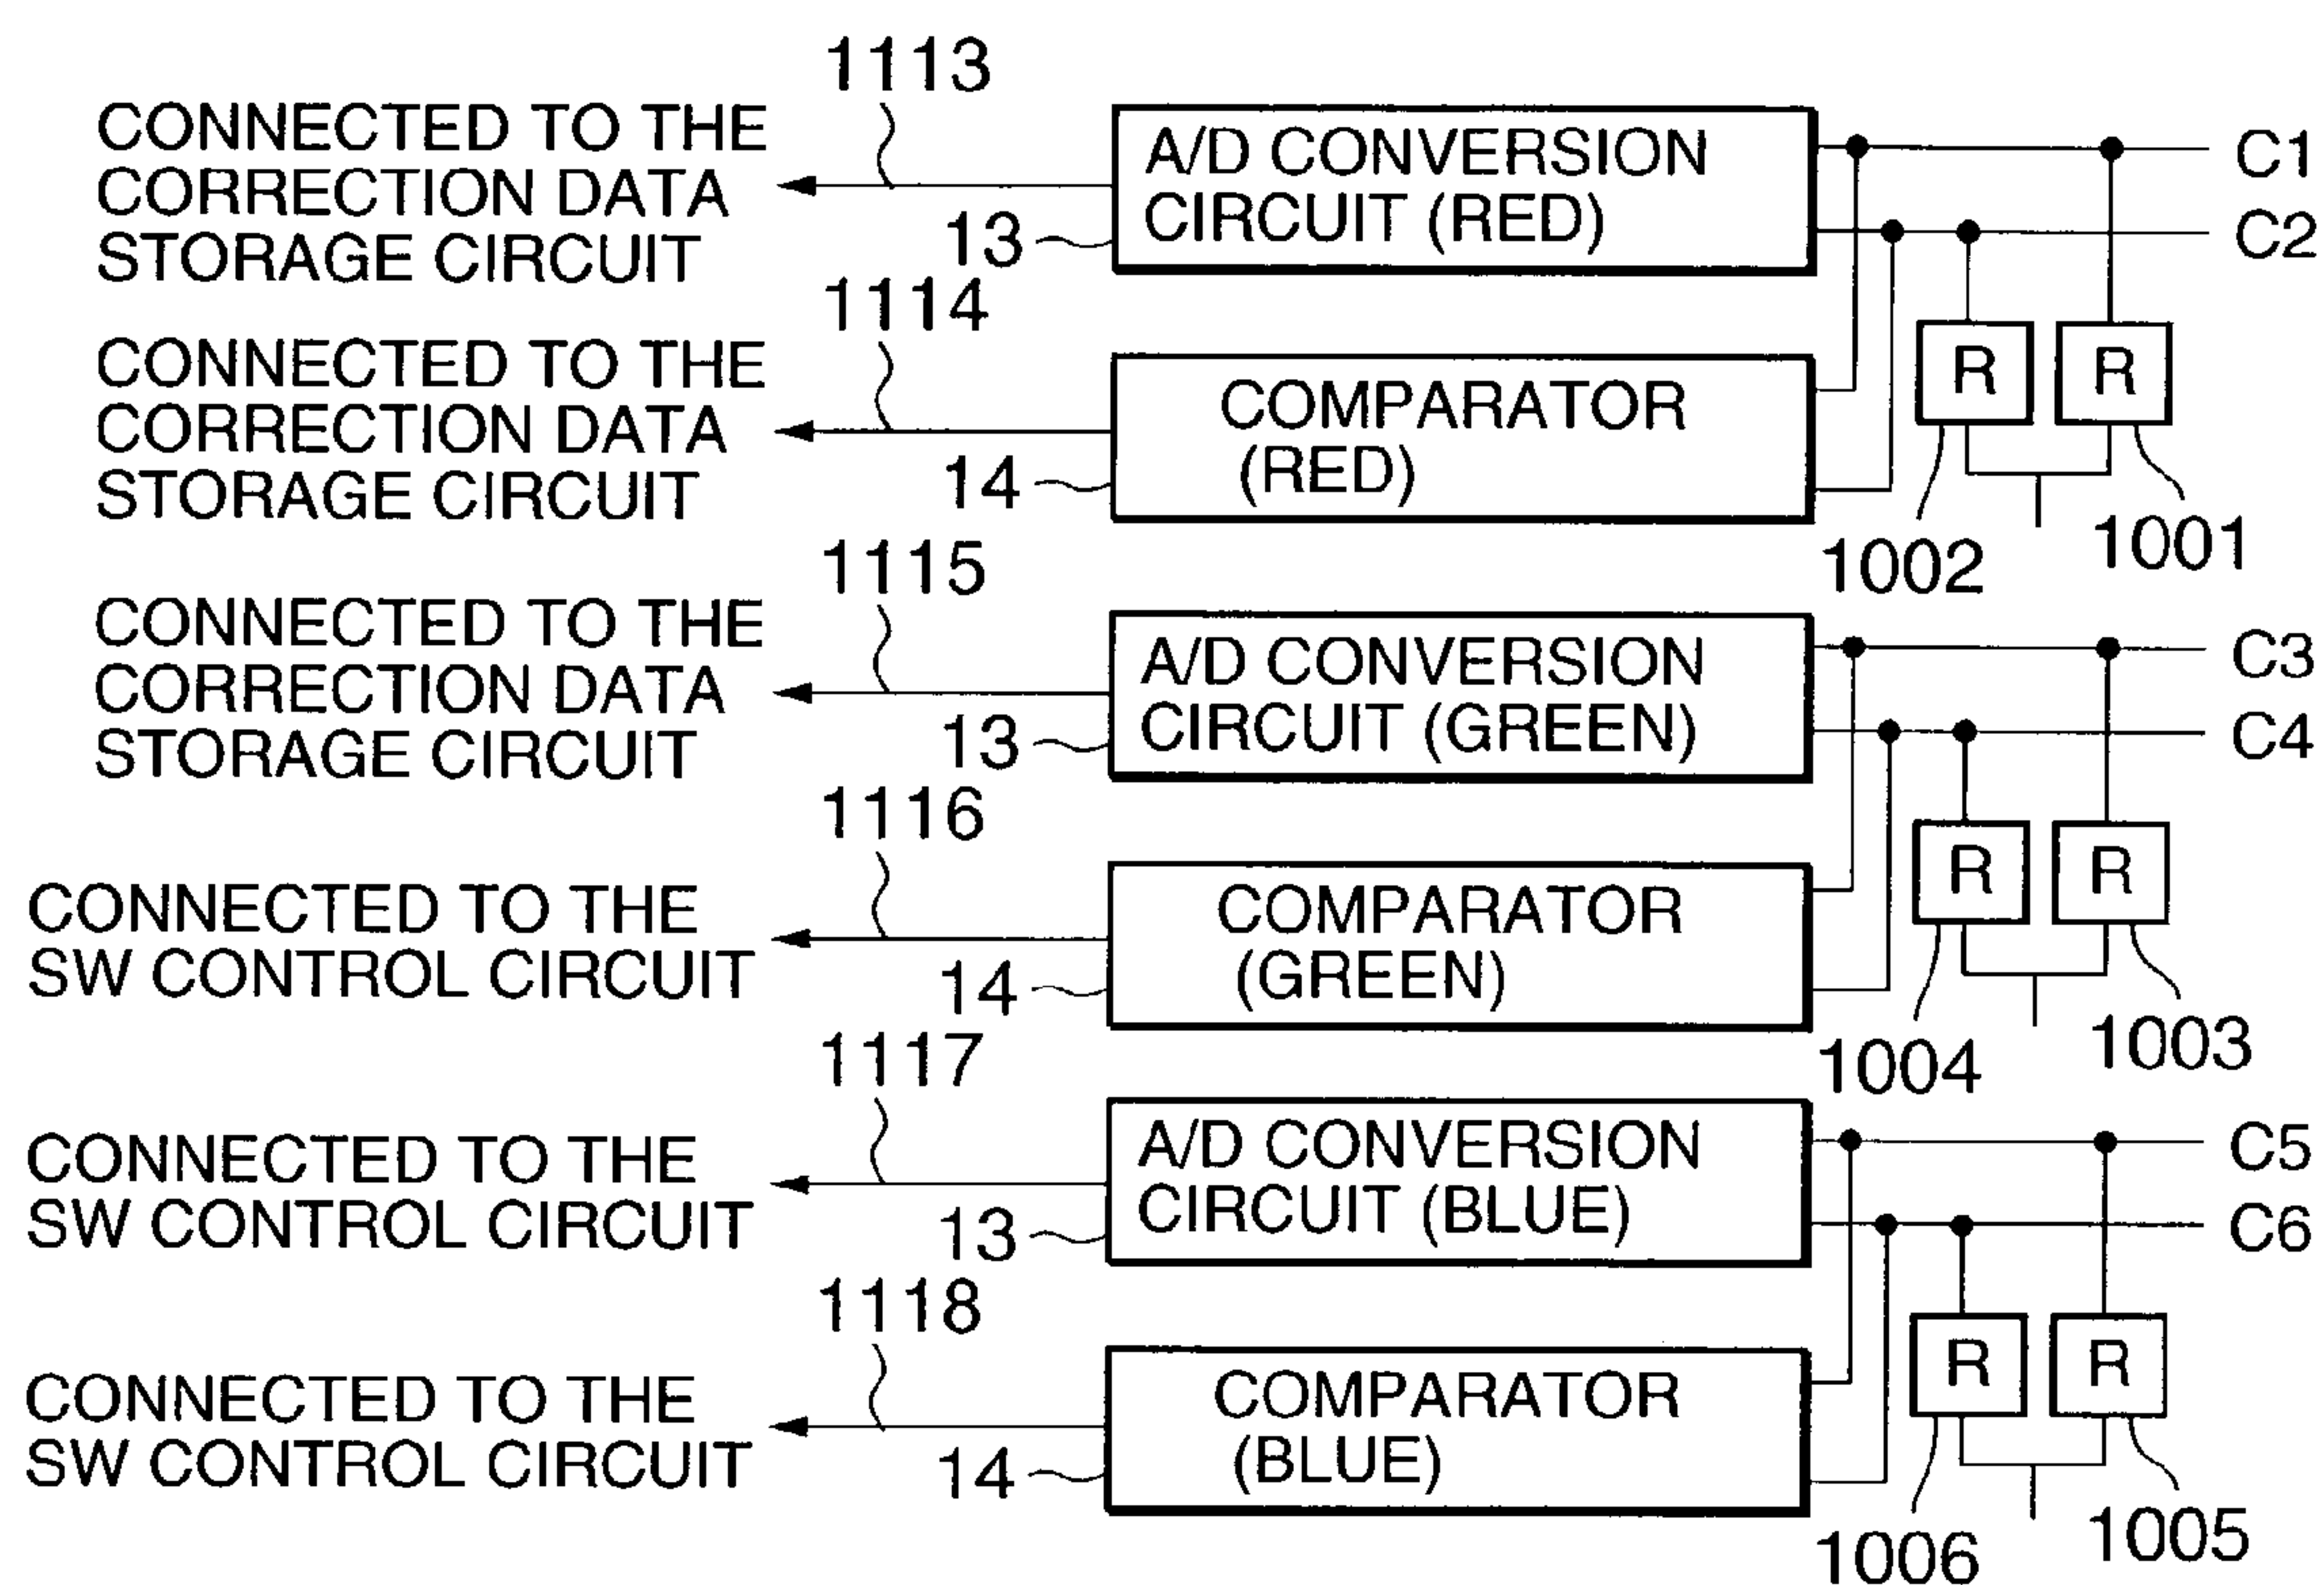 1113
CONNECTED TO THE
CORRECTION DATA
STORAGE CIRCUIT
A/D CONVERSION
CIRCUIT (RED)
13
C1
C2
1114
CONNECTED TO THE
CORRECTION DATA
STORAGE CIRCUIT
COMPARATOR
(RED)
14
R
R
1002
1001
1115
CONNECTED TO THE
CORRECTION DATA
STORAGE CIRCUIT
A/D CONVERSION
CIRCUIT (GREEN)
13
C3
C4
1116
CONNECTED TO THE
SW CONTROL CIRCUIT
COMPARATOR
(GREEN)
14
R
R
1004
1003
1117
CONNECTED TO THE
SW CONTROL CIRCUIT
A/D CONVERSION
CIRCUIT (BLUE)
13
C5
C6
1118
CONNECTED TO THE
SW CONTROL CIRCUIT
COMPARATOR
(BLUE)
14
R
R
1006
1005